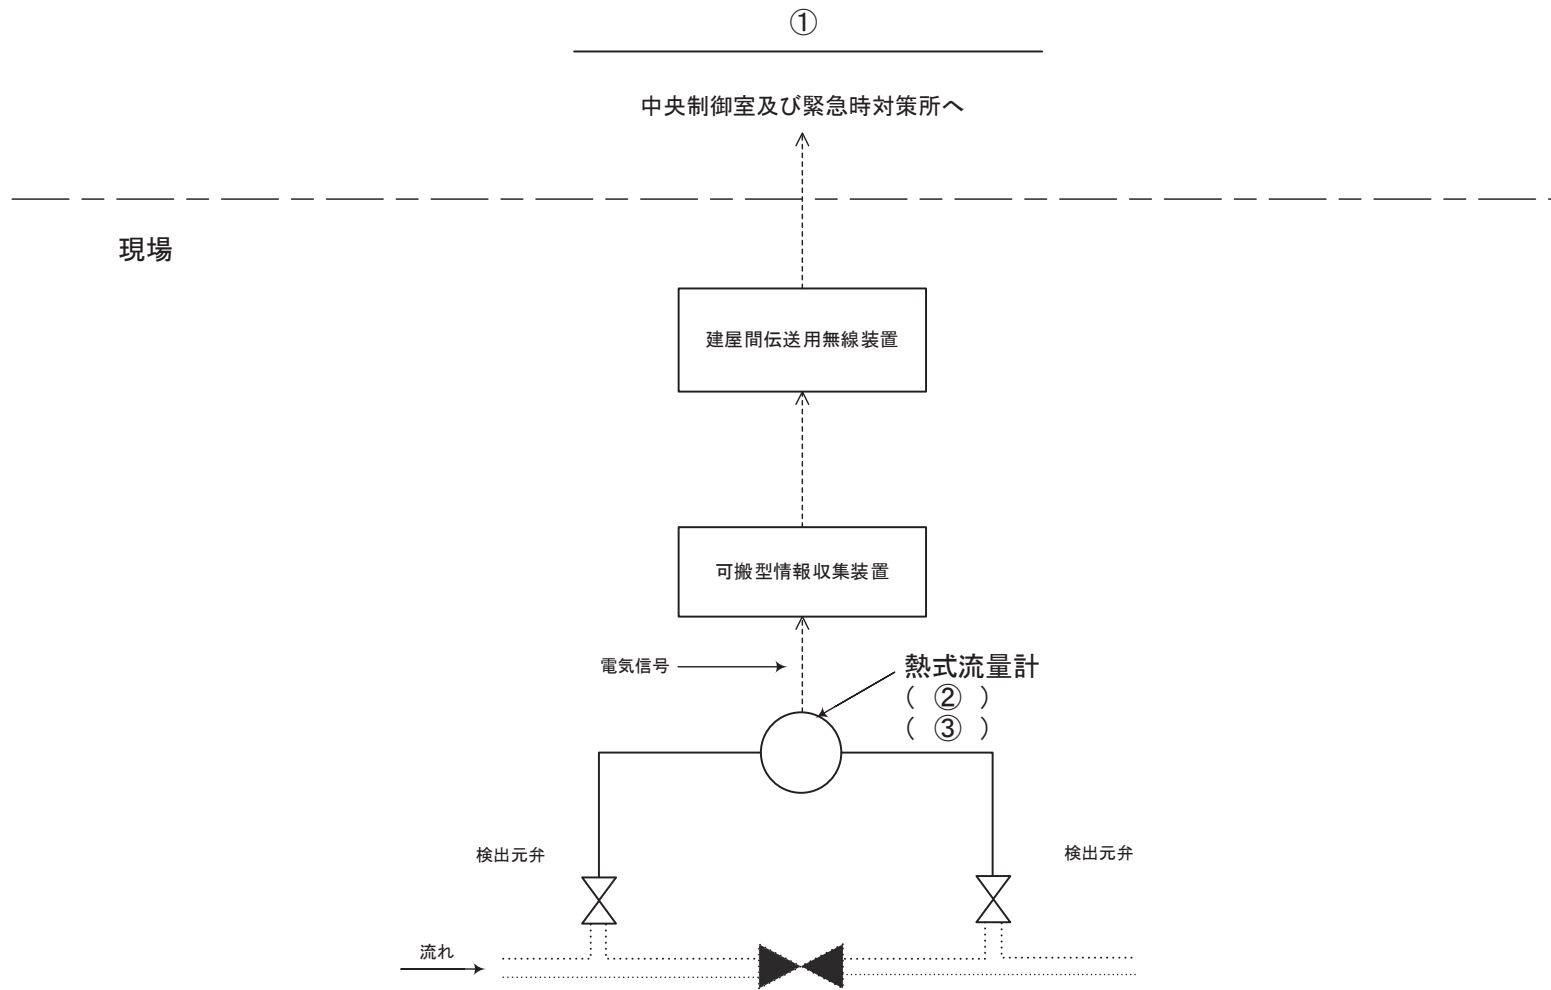 ①
中央制御室及び緊急時対策所へ
現場
建屋間伝送用無線装置
可搬型情報収集装置
電気信号
熱式流量計
( ② )
( ③ )
検出元弁
検出元弁
流れ